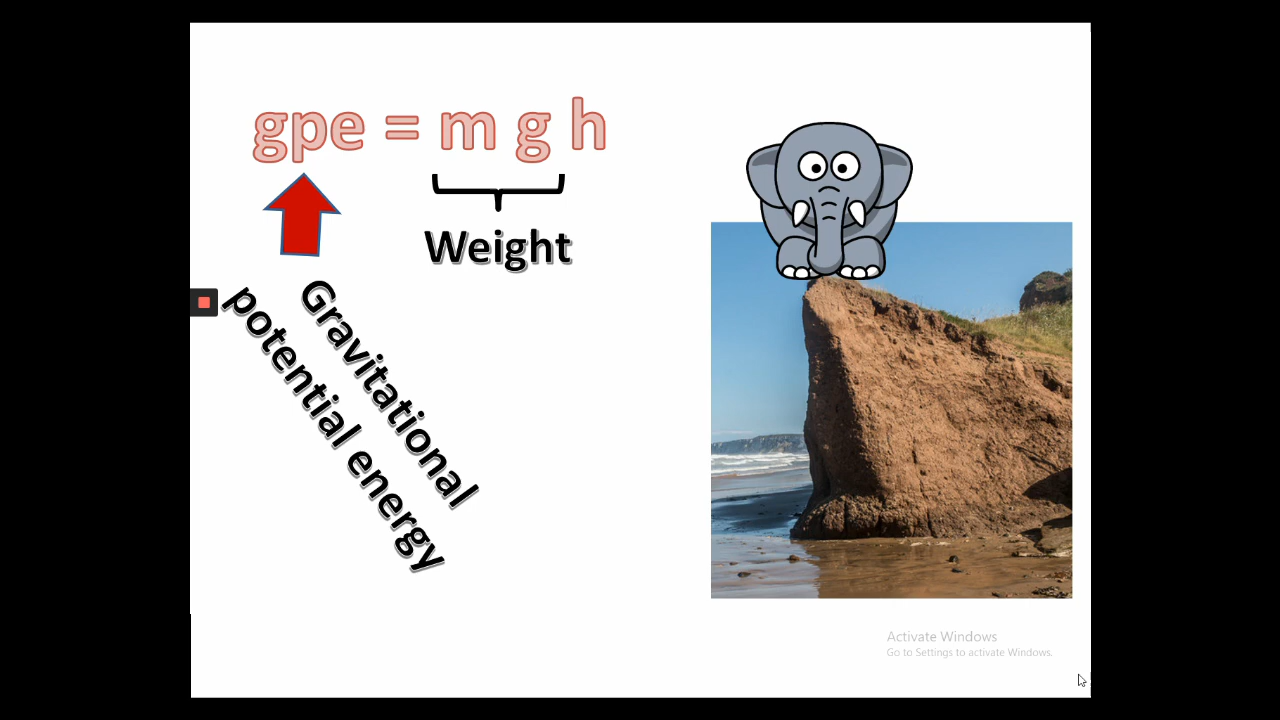 gpe = m g h
Weight
Gravitational
potential energy
Activate Windows
Go to Settings to activate Windows.